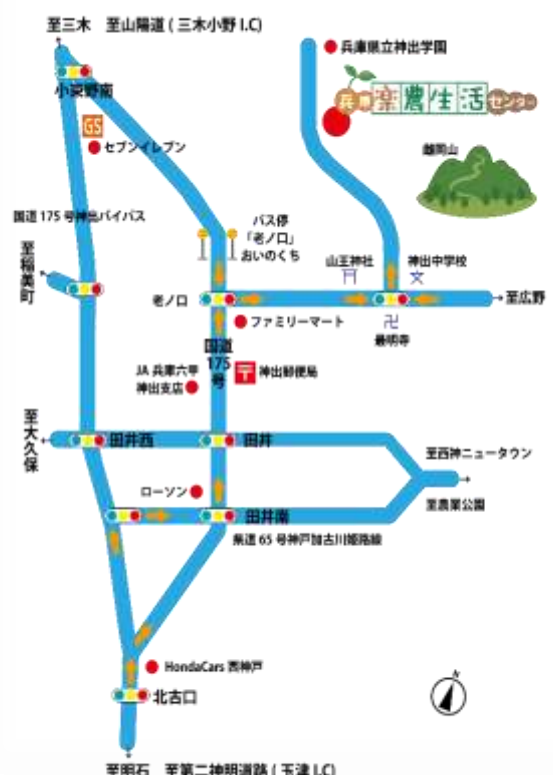 至三木 至山陽道 ( 三木小野 I.C)
兵庫県立神出学園
小束野南
兵庫楽農生活センター
GS
セブンイレブン
雌岡山
国道 175 号神出バイパス
バス停
「老ノ口」
おいのくち
至稲美町
山王神社
神出中学校
老ノ口
至広野
ファミリーマート
最明寺
国道
175
号
JA 兵庫六甲
神出支店
神出郵便局
至大久保
田井西
田井
至西神ニュータウン
ローソン
至農業公園
田井南
県道 65 号神戸加古川姫路線
HondaCars 西神戸
N
北古口
至明石 至第二神明道路 ( 玉津 I.C)